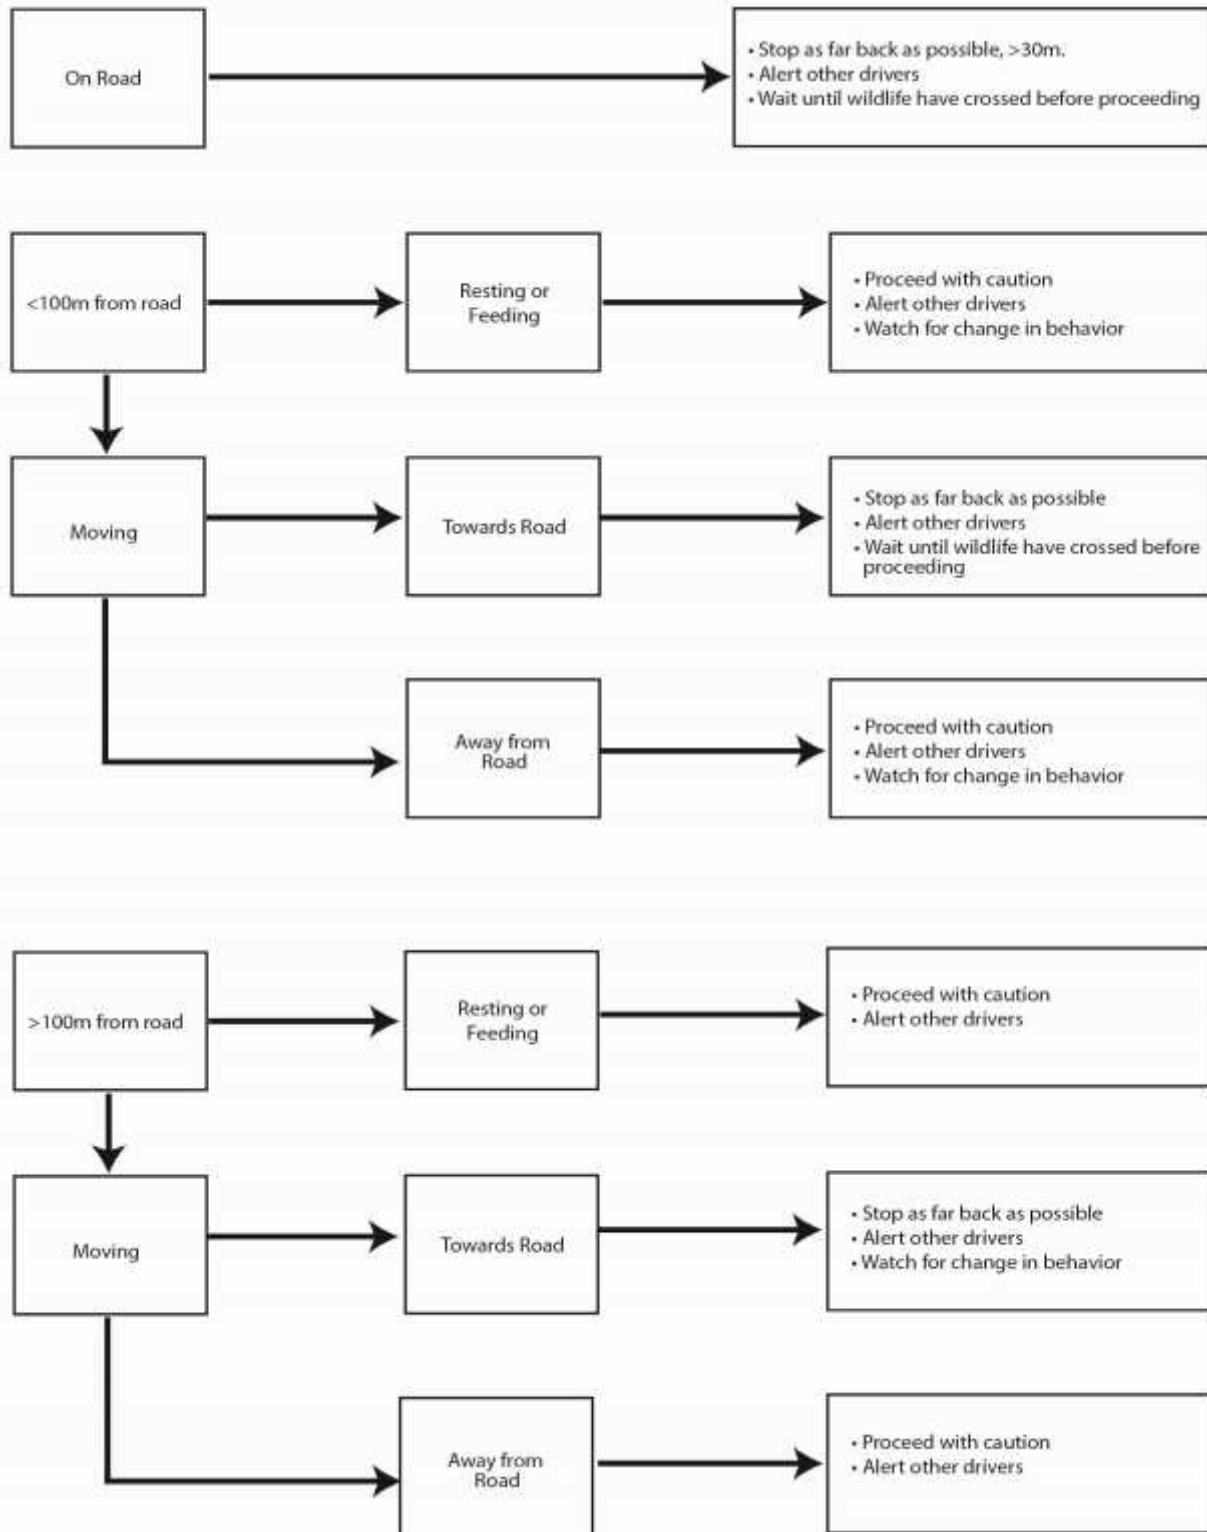 On Road
• Stop as far back as possible, >30m.
• Alert other drivers
• Wait until wildlife have crossed before proceeding
<100m from road
Resting or
Feeding
• Proceed with caution
• Alert other drivers
• Watch for change in behavior
Moving
Towards Road
• Stop as far back as possible
• Alert other drivers
• Wait until wildlife have crossed before
proceeding
Away from
Road
• Proceed with caution
• Alert other drivers
• Watch for change in behavior
>100m from road
Resting or
Feeding
• Proceed with caution
• Alert other drivers
Moving
Towards Road
• Stop as far back as possible
• Alert other drivers
• Watch for change in behavior
Away from
Road
• Proceed with caution
• Alert other drivers